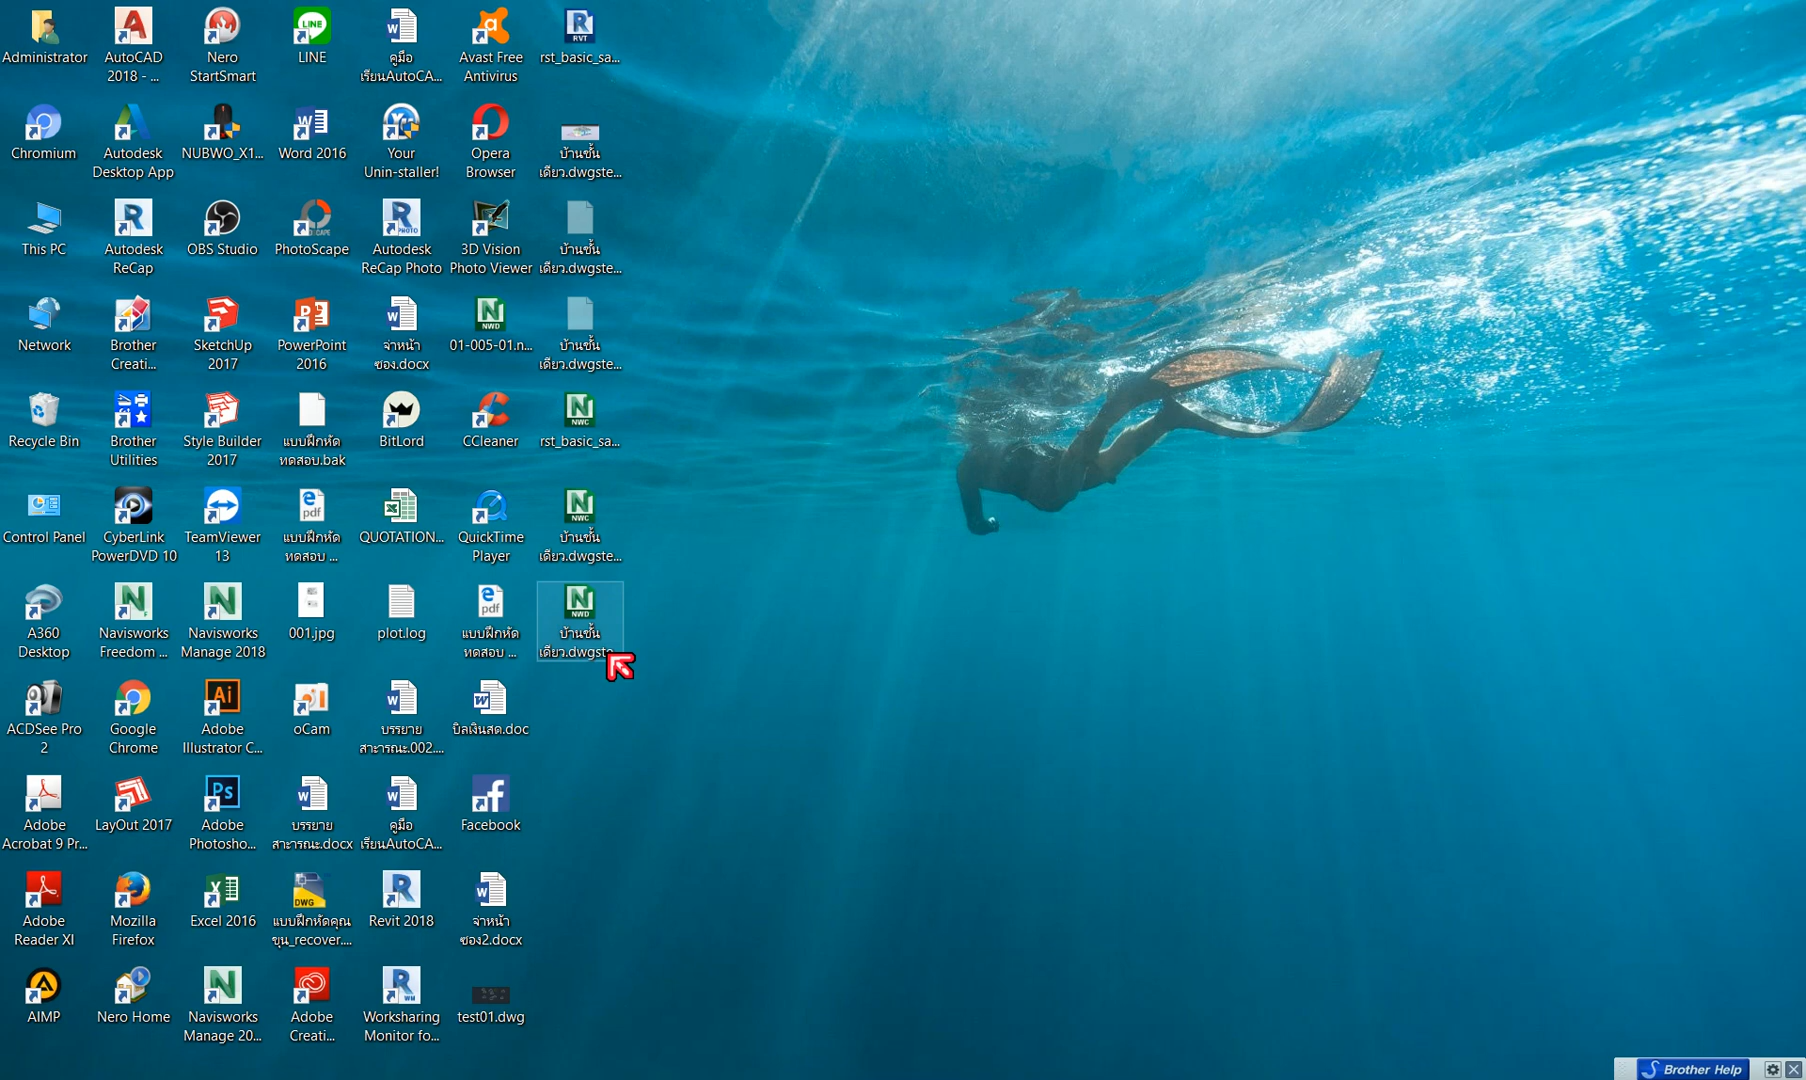 Administrator
AutoCAD
2018 - ...
Nero
StartSmart
LINE
คู่มือ
เรียนAutoCA...
Avast Free
Antivirus
rst_basic_sa...
Chromium
Autodesk
Desktop App
NUBWO_X1...
Word 2016
Your
Unin-staller!
Opera
Browser
บ้านชั้น
เดียว.dwgste...
This PC
Autodesk
ReCap
OBS Studio
PhotoScape
Autodesk
ReCap Photo
3D Vision
Photo Viewer
บ้านชั้น
เดียว.dwgste...
Network
Brother
Creati...
SketchUp
2017
PowerPoint
2016
จ่าหน้า
ซอง.docx
01-005-01.n...
บ้านชั้น
เดียว.dwgste...
Recycle Bin
Brother
Utilities
Style Builder
2017
แบบฝึกหัด
ทดสอบ.bak
BitLord
CCleaner
rst_basic_sa...
Control Panel
CyberLink
PowerDVD 10
TeamViewer
13
แบบฝึกหัด
ทดสอบ ...
QUOTATION...
QuickTime
Player
บ้านชั้น
เดียว.dwgste...
A360
Desktop
Navisworks
Freedom ...
Navisworks
Manage 2018
001.jpg
plot.log
แบบฝึกหัด
ทดสอบ ...
บ้านชั้น
เดียว.dwgste
ACDSee Pro
2
Google
Chrome
Adobe
Illustrator C...
oCam
บรรยาย
สาะารณะ.002....
บิลเงินสด.doc
Adobe
Acrobat 9 Pr...
LayOut 2017
Adobe
Photosho...
บรรยาย
สาะารณะ.docx
คู่มือ
เรียนAutoCA...
Facebook
Adobe
Reader XI
Mozilla
Firefox
Excel 2016
แบบฝึกหัดคุณ
ขุน_recover....
Revit 2018
จ่าหน้า
ซอง2.docx
AIMP
Nero Home
Navisworks
Manage 20...
Adobe
Creati...
Worksharing
Monitor fo...
test01.dwg
Brother Help